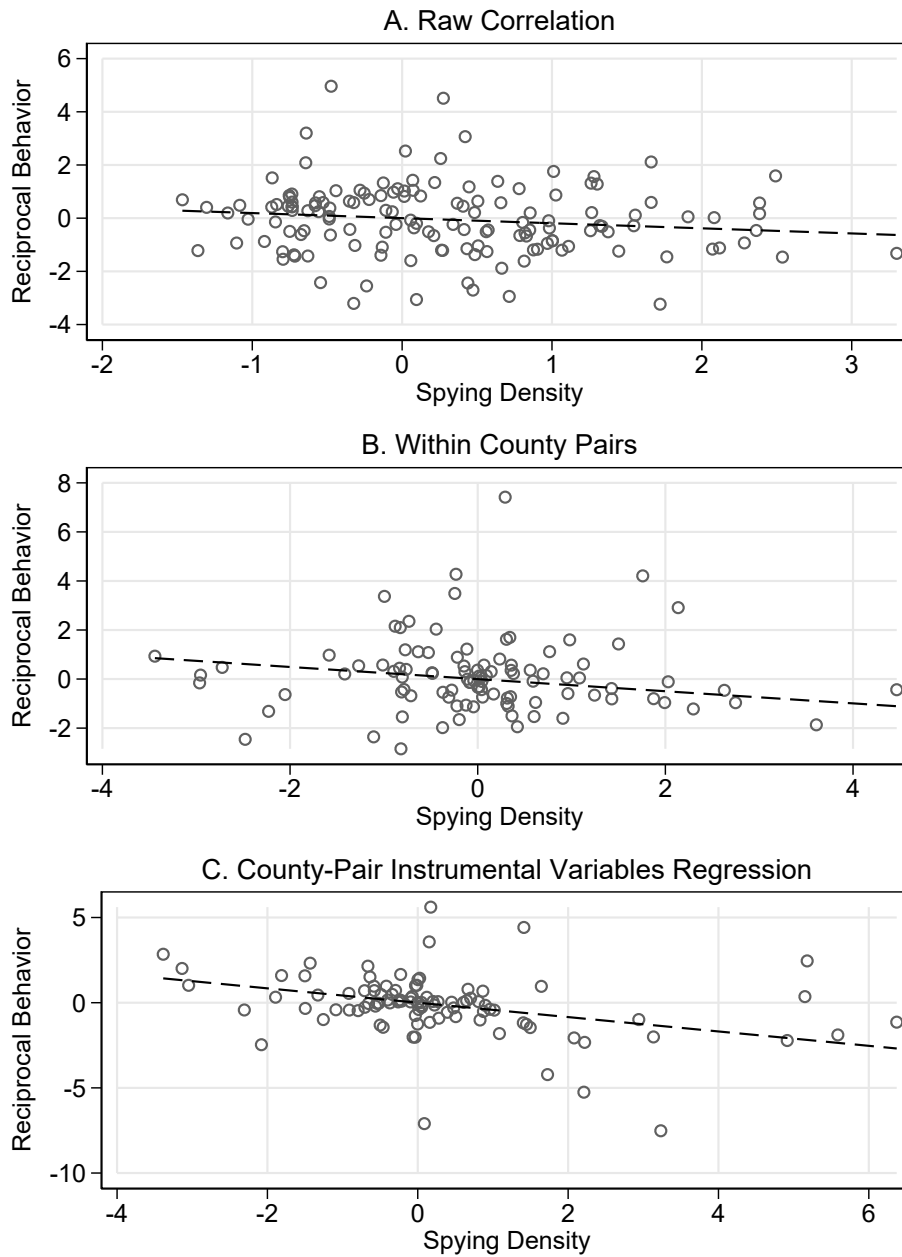 A. Raw Correlation
6
4
2
0
-2
-4
Reciprocal Behavior
-2 -1 0 1 2 3
Spying Density
B. Within County Pairs
8
6
4
2
0
-2
Reciprocal Behavior
-4 -2 0 2 4
Spying Density
C. County-Pair Instrumental Variables Regression
5
0
-5
-10
Reciprocal Behavior
-4 -2 0 2 4 6
Spying Density